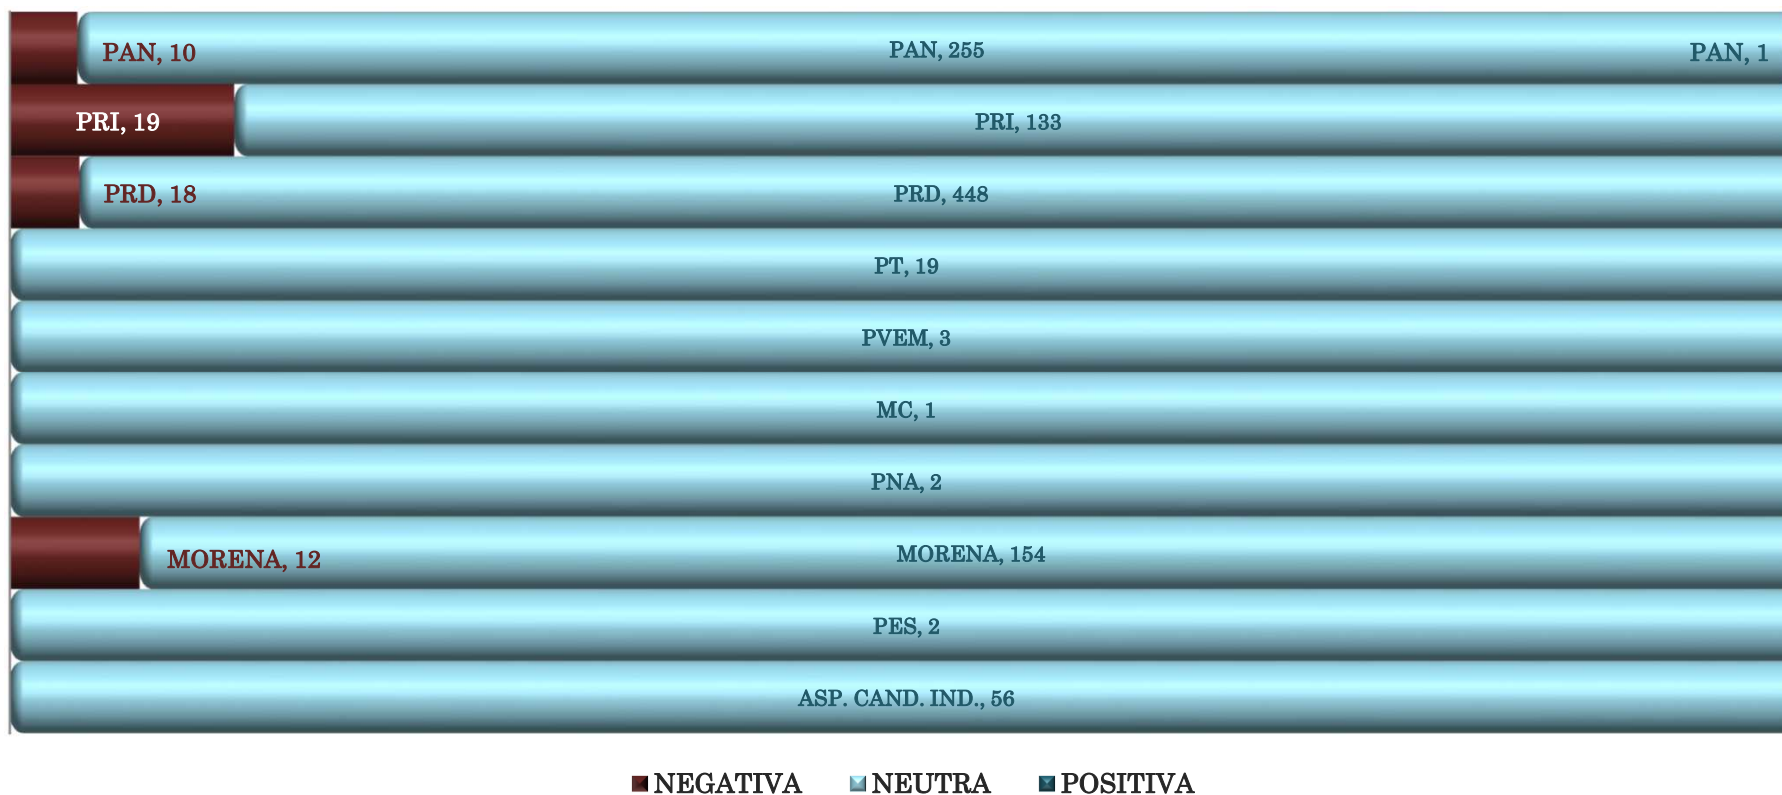 PAN, 10 PAN, 255 PAN, 1
PRI, 19 PRI, 133
PRD, 18 PRD, 448
PT, 19
PVEM, 3
MC, 1
PNA, 2
MORENA, 12 MORENA, 154
PES, 2
ASP. CAND. IND., 56
NEGATIVA NEUTRA POSITIVA